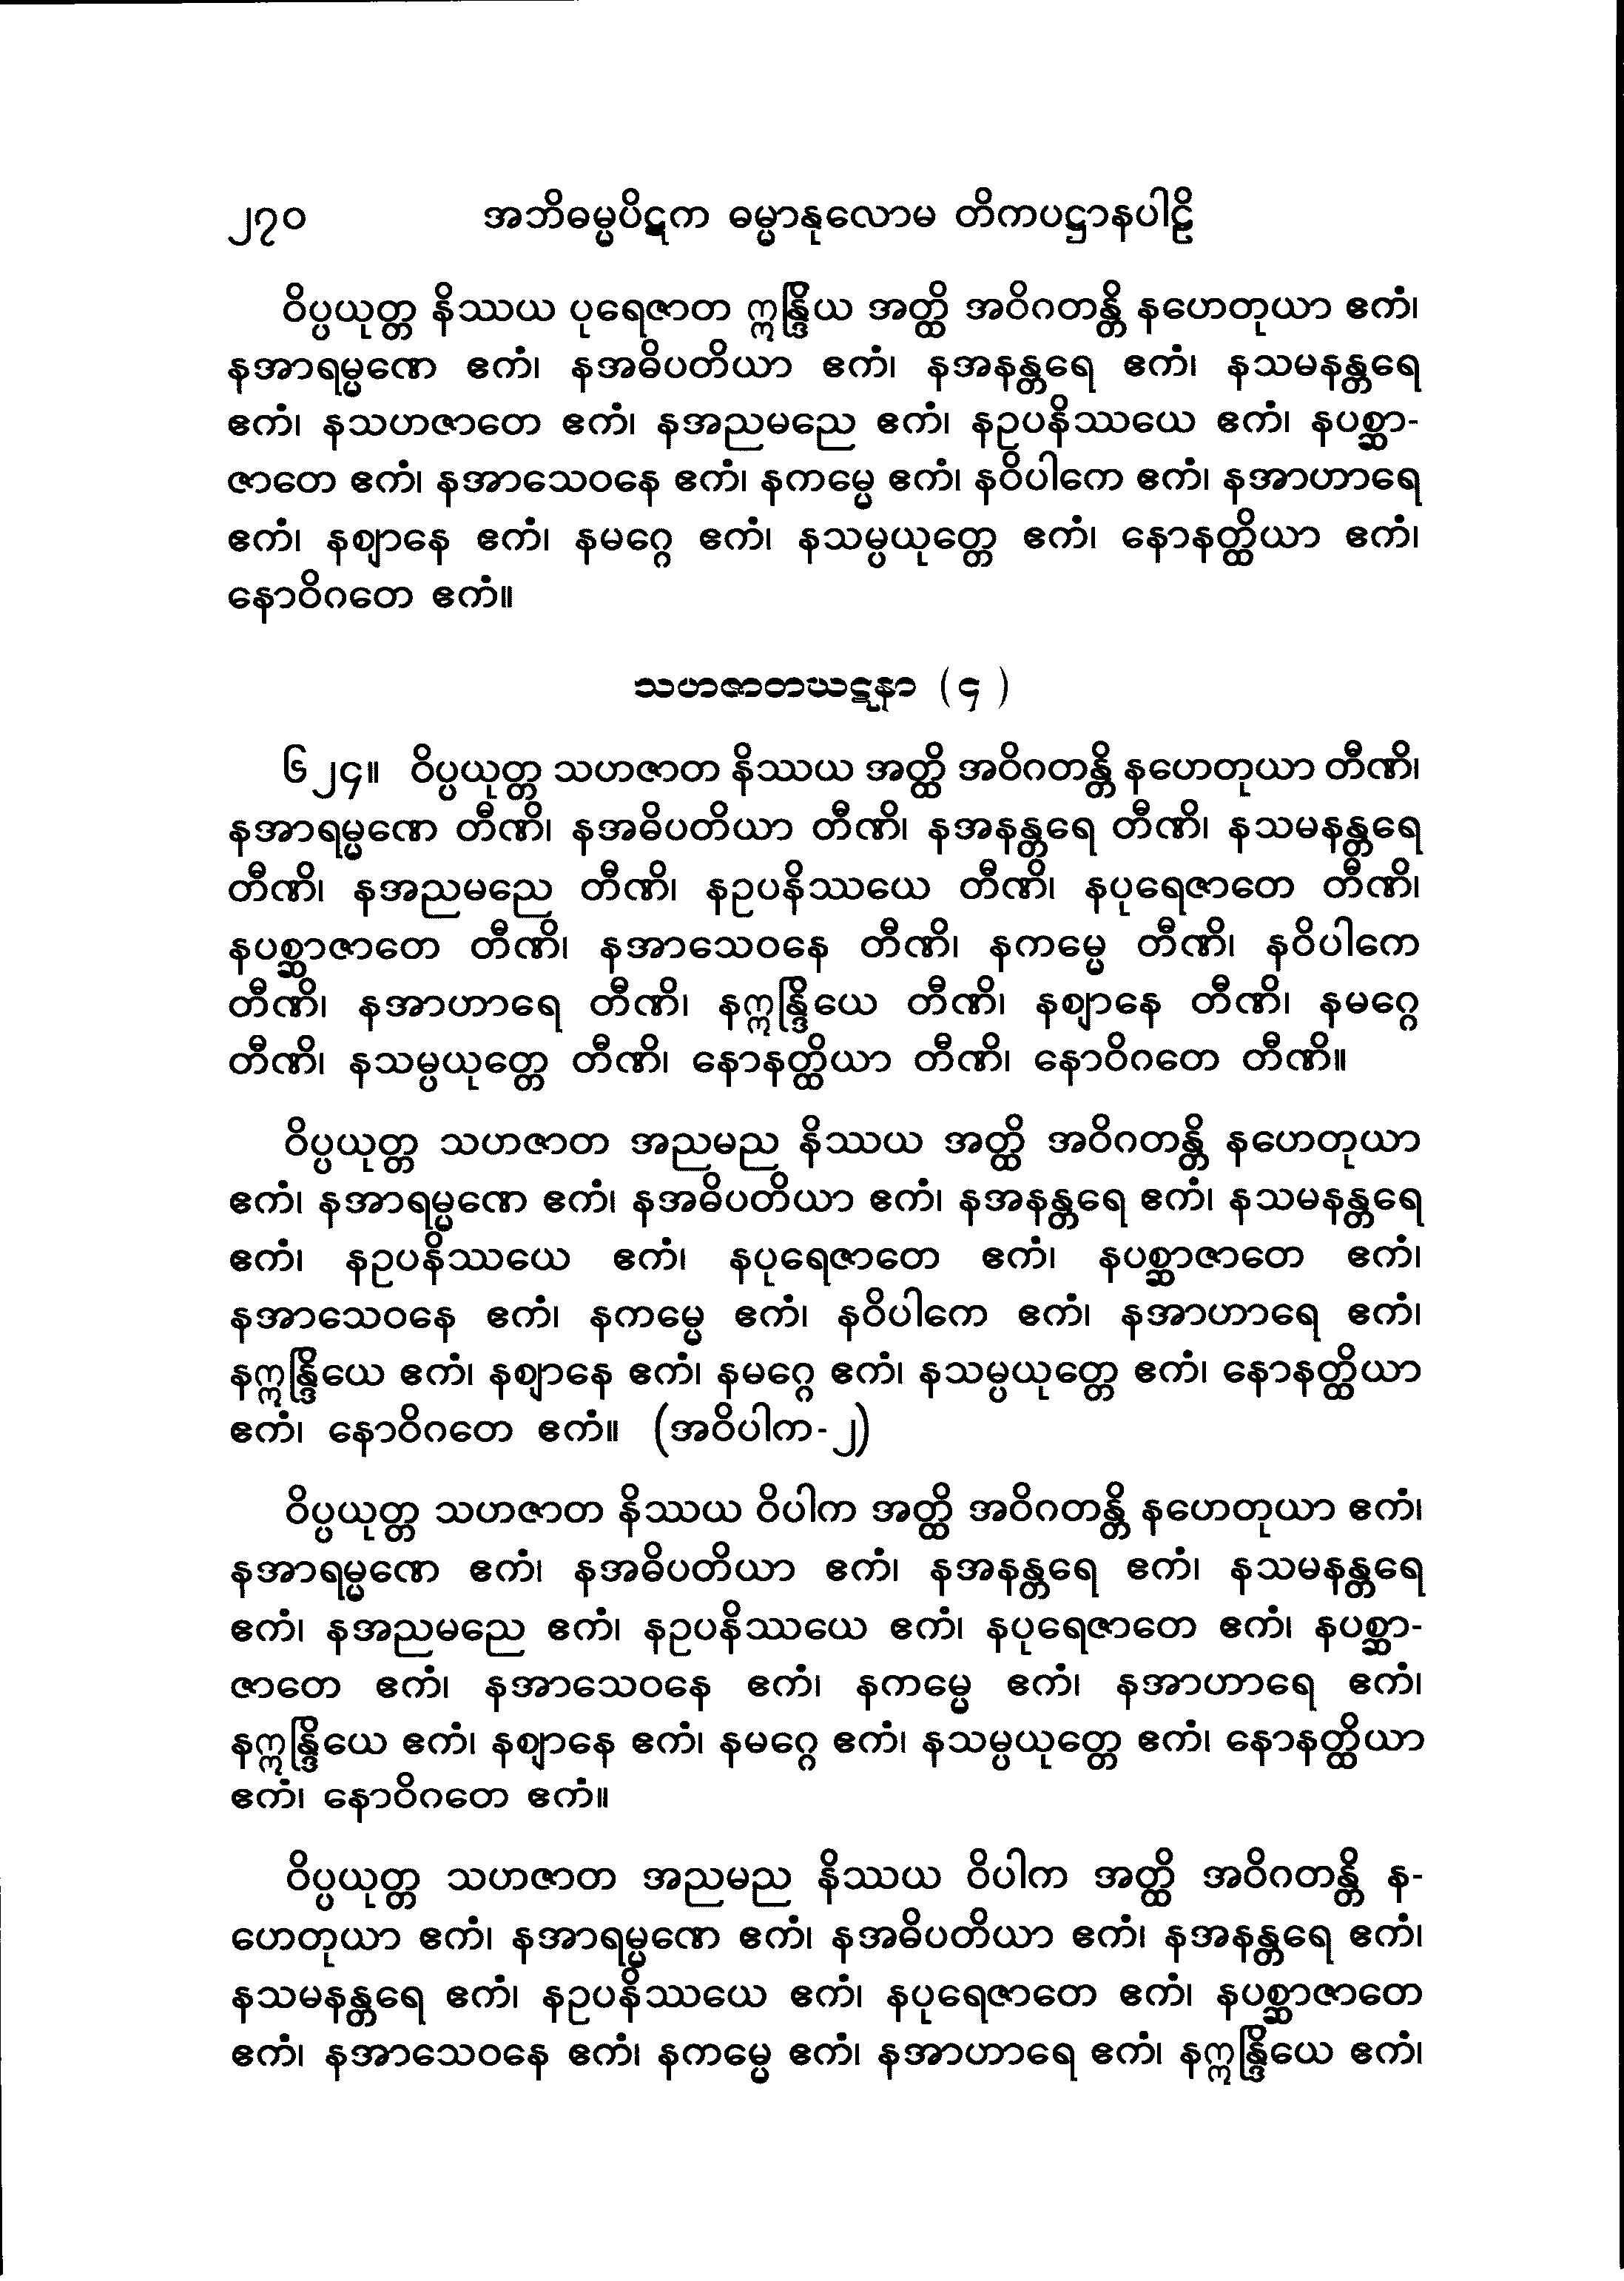 ၂၇၀ အဘိဓမ္မပိဋက ဓမ္မာနုလောမ တိကပဋ္ဌာနပါဠိ
ဝိပ္ပယုတ္တ နိဿယ ပုရေဇာတ ဣန္ဒြိယ အတ္ထိ အဝိဂတန္တိ နဟေတုယာ ဧကံ၊
နအာရမ္မဏေ ဧကံ၊ နအဓိပတိယာ ဧကံ၊ နအနန္တရေ ဧကံ၊ နသမနန္တရေ
ဧကံ၊ နသဟဇာတေ ဧကံ၊ နအညမညေ ဧကံ၊ နဥပနိဿယေ ဧကံ၊ နပစ္ဆာ-
ဇာတေ ဧကံ၊ နအာသေဝနေ ဧကံ၊ နကမ္မေ ဧကံ၊ နဝိပါကေ ဧကံ၊ နအာဟာရေ
ဧကံ၊ နဈာနေ ဧကံ၊ နမဂ္ဂေ ဧကံ၊ နသမ္ပယုတ္တေ ဧကံ၊ နောနတ္ထိယာ ဧကံ၊
နောဝိဂတေ ဧကံ။
သဟဇာတဃဋနာ (၄ )
၆၂၄။ ဝိပ္ပယုတ္တ သဟဇာတ နိဿယ အတ္ထိ အဝိဂတန္တိ နဟေတုယာ တီဏိ၊
နအာရမ္မဏေ တီဏိ၊ နအဓိပတိယာ တီဏိ၊ နအနန္တရေ တီဏိ၊ နသမနန္တရေ
တီဏိ၊ နအညမညေ တီဏိ၊ နဥပနိဿယေ တီဏိ၊ နပုရေဇာတေ တီဏိ၊
နပစ္ဆာဇာတေ တီဏိ၊ နအာသေဝနေ တီဏိ၊ နကမ္မေ တီဏိ၊ နဝိပါကေ
တီဏိ၊ နအာဟာရေ တီဏိ၊ နဣန္ဒြိယေ တီဏိ၊ နဈာနေ တီဏိ၊ နမဂ္ဂေ
တီဏိ၊ နသမ္ပယုတ္တေ တီဏိ၊ နောနတ္ထိယာ တီဏိ၊ နောဝိဂတေ တီဏိ။
ဝိပ္ပယုတ္တ သဟဇာတ အညမည နိဿယ အတ္ထိ အဝိဂတန္တိ နဟေတုယာ
ဧကံ၊ နအာရမ္မဏေ ဧကံ၊ နအဓိပတိယာ ဧကံ၊ နအနန္တရေ ဧကံ၊ နသမနန္တရေ
ဧကံ၊ နဥပနိဿယေ ဧကံ၊ နပုရေဇာတေ ဧကံ၊ နပစ္ဆာဇာတေ ဧကံ၊
နအာသေဝနေ ဧကံ၊ နကမ္မေ ဧကံ၊ နဝိပါကေ ဧကံ၊ နအာဟာရေ ဧကံ၊
နဣန္ဒြိယေ ဧကံ၊ နဈာနေ ဧကံ၊ နမဂ္ဂေ ဧကံ၊ နသမ္ပယုတ္တေ ဧကံ၊ နောနတ္ထိယာ
ဧကံ၊ နောဝိဂတေ ဧကံ။ (အဝိပါက-၂)
ဝိပ္ပယုတ္တ သဟဇာတ နိဿယ ဝိပါက အတ္ထိ အဝိဂတန္တိ နဟေတုယာ ဧကံ၊
နအာရမ္မဏေ ဧကံ၊ နအဓိပတိယာ ဧကံ၊ နအနန္တရေ ဧကံ၊ နသမနန္တရေ
ဧကံ၊ နအညမညေ ဧကံ၊ နဥပနိဿယေ ဧကံ၊ နပုရေဇာတေ ဧကံ၊ နပစ္ဆာ-
ဇာတေ ဧကံ၊ နအာသေဝနေ ဧကံ၊ နကမ္မေ ဧကံ၊ နအာဟာရေ ဧကံ၊
နဣန္ဒြိယေ ဧကံ၊ နဈာနေ ဧကံ၊ နမဂ္ဂေ ဧကံ၊ နသမ္ပယုတ္တေ ဧကံ၊ နောနတ္ထိယာ
ဧကံ၊ နောဝိဂတေ ဧကံ။
ဝိပ္ပယုတ္တ သဟဇာတ အညမည နိဿယ ဝိပါက အတ္ထိ အဝိဂတန္တိ န-
ဟေတုယာ ဧကံ၊ နအာရမ္မဏေ ဧကံ၊ နအဓိပတိယာ ဧကံ၊ နအနန္တရေ ဧကံ၊
နသမနန္တရေ ဧကံ၊ နဥပနိဿယေ ဧကံ၊ နပုရေဇာတေ ဧကံ၊ နပစ္ဆာဇာတေ
ဧကံ၊ နအာသေဝနေ ဧကံ၊ နကမ္မေ ဧကံ၊ နအာဟာရေ ဧကံ၊ နဣန္ဒြိယေ ဧကံ၊